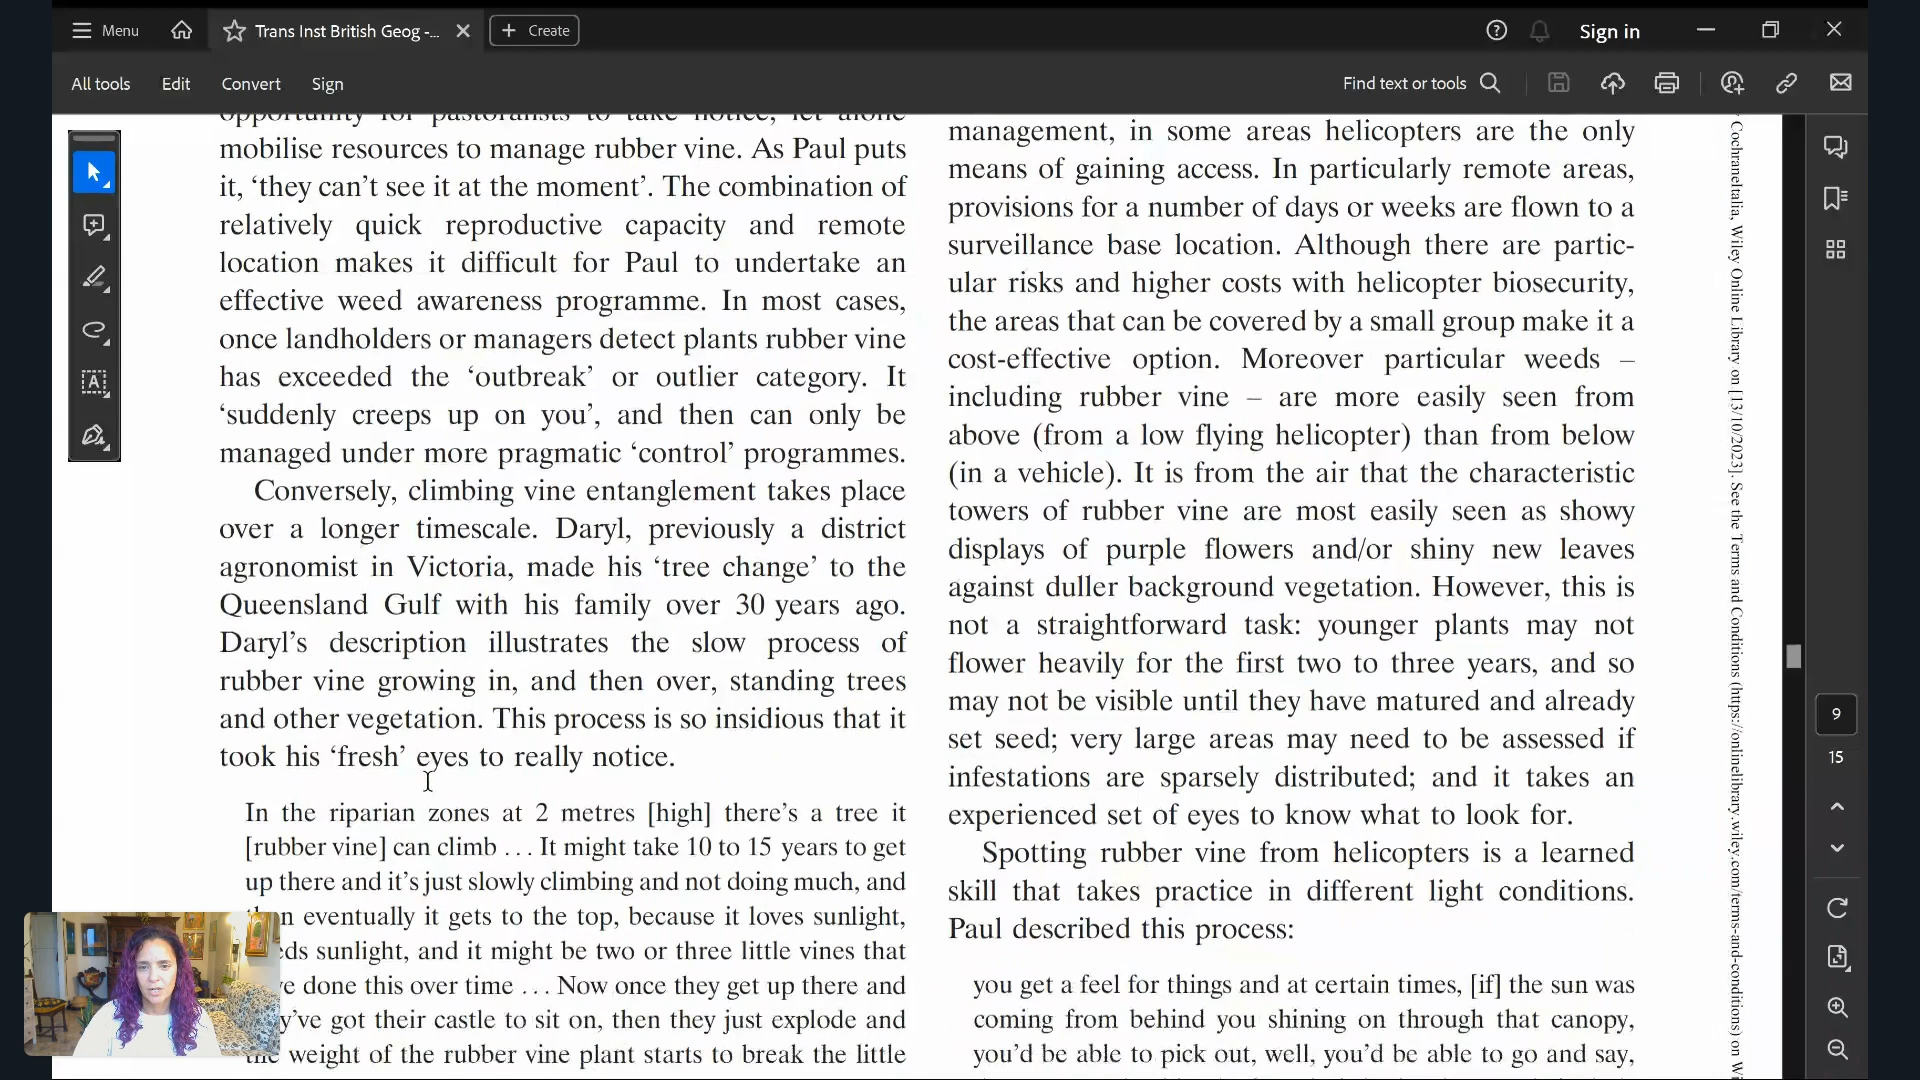 Menu
Trans Inst British Geog -...
Create
Sign in
All tools
Edit
Convert
Sign
Find text or tools
opportunity for pastoralists to take notice, let alone
mobilise resources to manage rubber vine. As Paul puts
it, ‘they can’t see it at the moment’. The combination of
relatively quick reproductive capacity and remote
location makes it difficult for Paul to undertake an
effective weed awareness programme. In most cases,
once landholders or managers detect plants rubber vine
has exceeded the ‘outbreak’ or outlier category. It
‘suddenly creeps up on you’, and then can only be
managed under more pragmatic ‘control’ programmes.
Conversely, climbing vine entanglement takes place
over a longer timescale. Daryl, previously a district
agronomist in Victoria, made his ‘tree change’ to the
Queensland Gulf with his family over 30 years ago.
Daryl’s description illustrates the slow process of
rubber vine growing in, and then over, standing trees
and other vegetation. This process is so insidious that it
took his ‘fresh’ eyes to really notice.
In the riparian zones at 2 metres [high] there’s a tree it
[rubber vine] can climb ... It might take 10 to 15 years to get
up there and it’s just slowly climbing and not doing much, and
eventually it gets to the top, because it loves sunlight,
sunlight, and it might be two or three little vines that
done this over time ... Now once they get up there and
got their castle to sit on, then they just explode and
the weight of the rubber vine plant starts to break the little
management, in some areas helicopters are the only
means of gaining access. In particularly remote areas,
provisions for a number of days or weeks are flown to a
surveillance base location. Although there are partic-
ular risks and higher costs with helicopter biosecurity,
the areas that can be covered by a small group make it a
cost-effective option. Moreover particular weeds –
including rubber vine – are more easily seen from
above (from a low flying helicopter) than from below
(in a vehicle). It is from the air that the characteristic
towers of rubber vine are most easily seen as showy
displays of purple flowers and/or shiny new leaves
against duller background vegetation. However, this is
not a straightforward task: younger plants may not
flower heavily for the first two to three years, and so
may not be visible until they have matured and already
set seed; very large areas may need to be assessed if
infestations are sparsely distributed; and it takes an
experienced set of eyes to know what to look for.
Spotting rubber vine from helicopters is a learned
skill that takes practice in different light conditions.
Paul described this process:
you get a feel for things and at certain times, [if] the sun was
coming from behind you shining on through that canopy,
you’d be able to pick out, well, you’d be able to go and say,
CochraneItalia, Wiley Online Library on [13/10/2023]. See the Terms and Conditions (https://onlinelibrary.wiley.com/terms-and-conditions) on
9
15